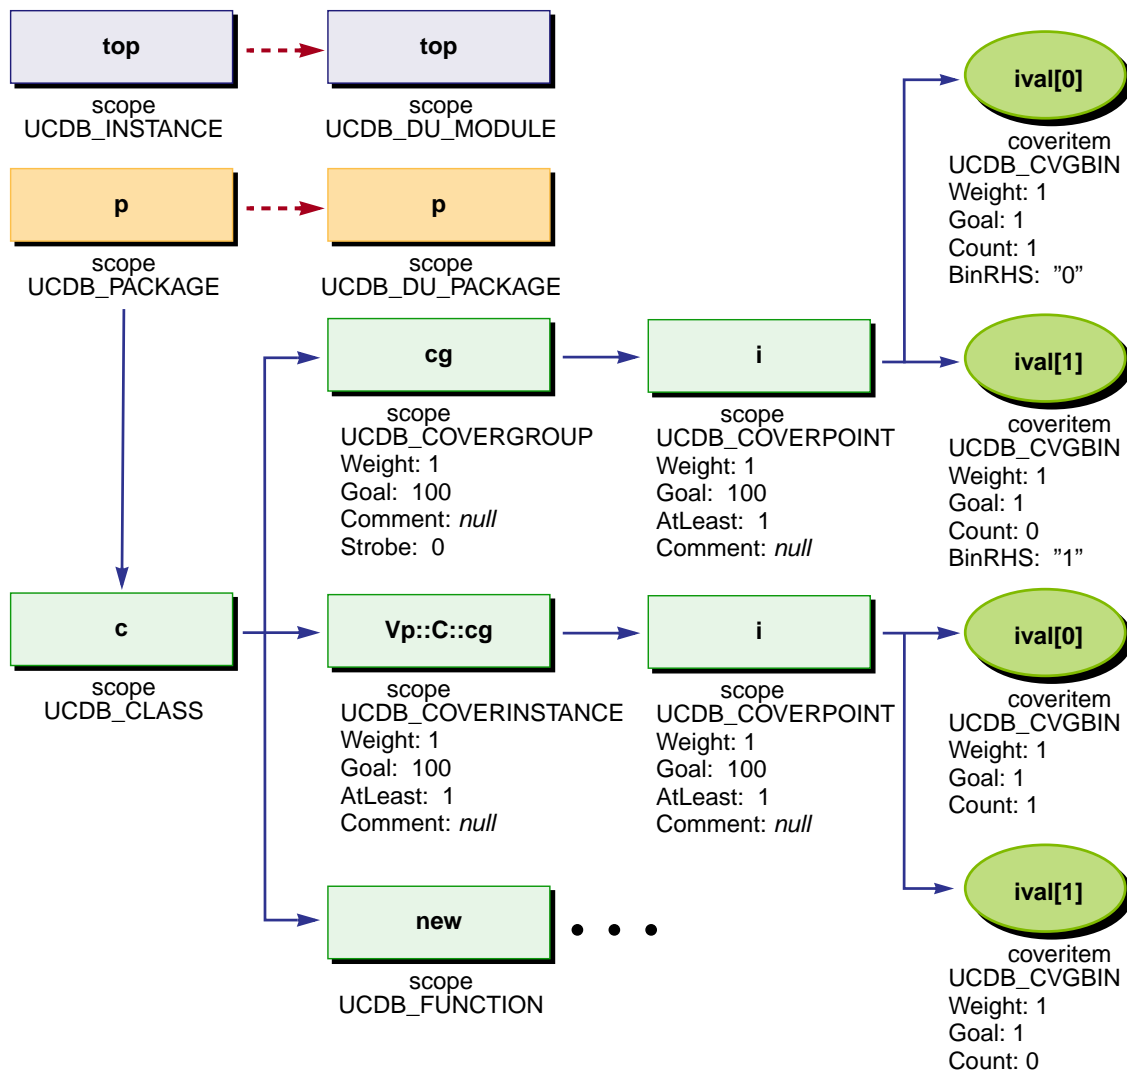 top
scope
UCDB_INSTANCE
top
scope
UCDB_DU_MODULE
p
scope
UCDB_PACKAGE
p
scope
UCDB_DU_PACKAGE
c
scope
UCDB_CLASS
cg
scope
UCDB_COVERGROUP
Weight: 1
Goal: 100
Comment: null
Strobe: 0
i
scope
UCDB_COVERPOINT
Weight: 1
Goal: 100
AtLeast: 1
Comment: null
ival[0]
coveritem
UCDB_CVGBIN
Weight: 1
Goal: 1
Count: 1
BinRHS: ”0”
ival[1]
coveritem
UCDB_CVGBIN
Weight: 1
Goal: 1
Count: 0
BinRHS: ”1”
Vp::C::cg
scope
UCDB_COVERINSTANCE
Weight: 1
Goal: 100
AtLeast: 1
Comment: null
i
scope
UCDB_COVERPOINT
Weight: 1
Goal: 100
AtLeast: 1
Comment: null
ival[0]
coveritem
UCDB_CVGBIN
Weight: 1
Goal: 1
Count: 1
ival[1]
coveritem
UCDB_CVGBIN
Weight: 1
Goal: 1
Count: 0
new
scope
UCDB_FUNCTION
• • •